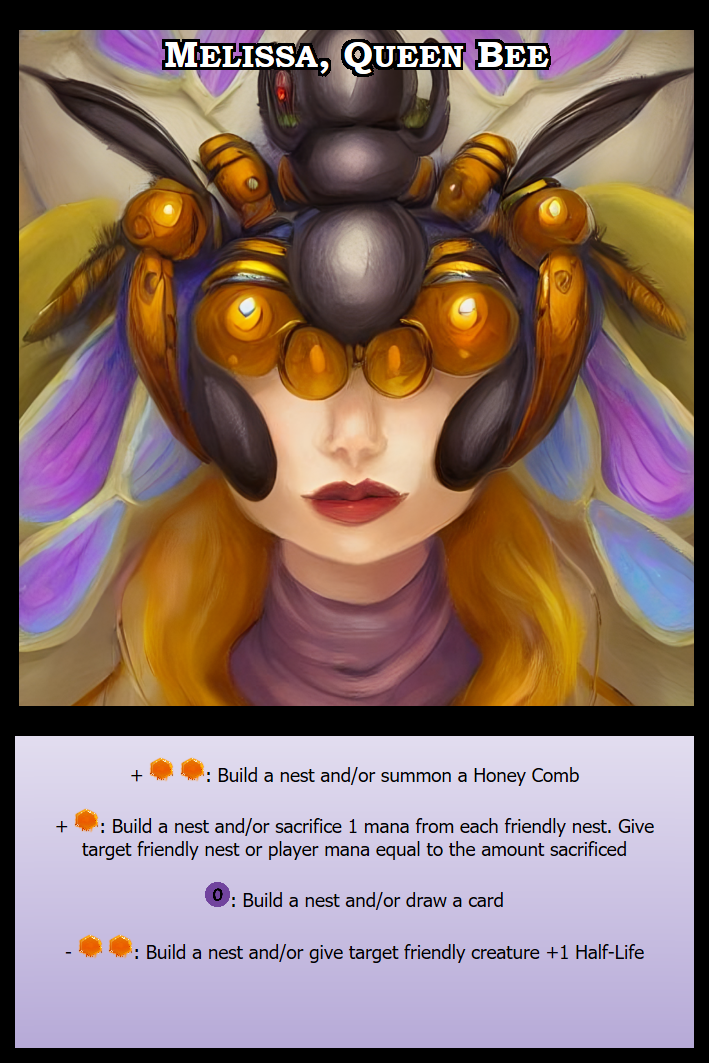 Melissa, Queen Bee
+ : Build a nest and/or summon a Honey Comb
+ : Build a nest and/or sacrifice 1 mana from each friendly nest. Give
target friendly nest or player mana equal to the amount sacrificed
0 : Build a nest and/or draw a card
- : Build a nest and/or give target friendly creature +1 Half-Life